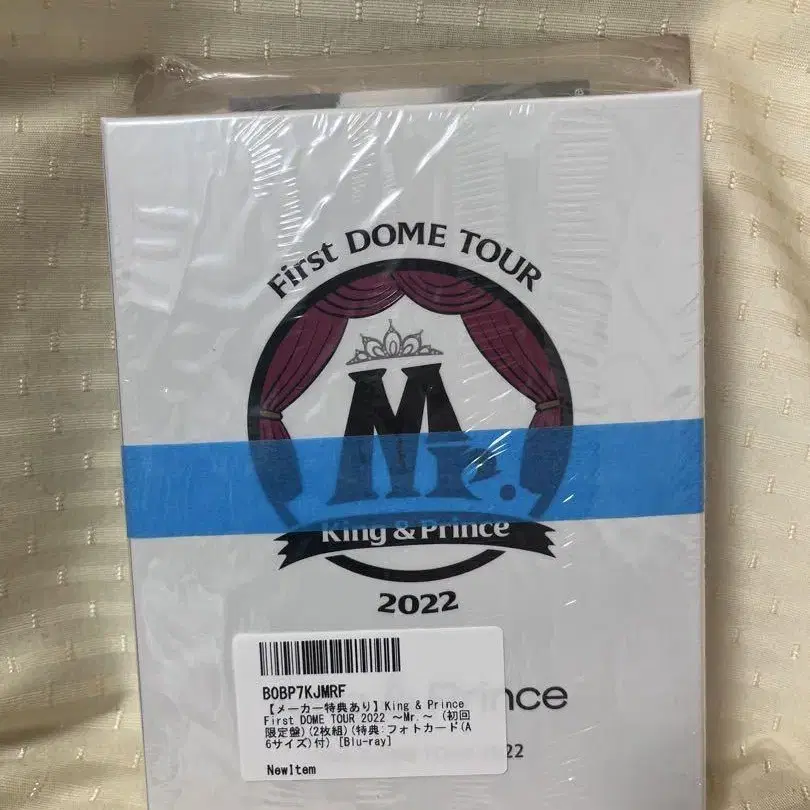 First DOME TOUR
Mr.
King & Prince
2022
B0BP7KJMRF
【メーカー特典あり】King & Prince
First DOME TOUR 2022 ～Mr.～ (初回
限定盤)(2枚組)(特典:フォトカード(A
6サイズ)付) [Blu-ray]
NewItem
Prince